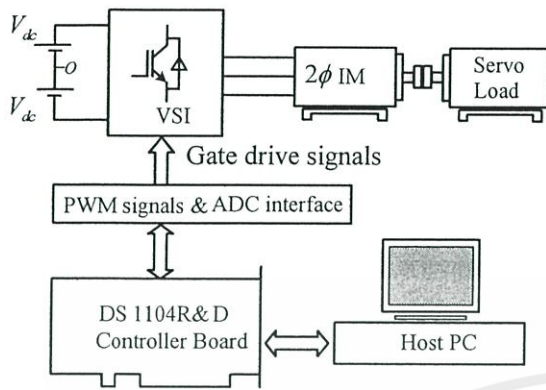 V_dc
O
V_dc
VSI
2ϕ IM
Servo
Load
Gate drive signals
PWM signals & ADC interface
DS 1104R& D
Controller Board
Host PC